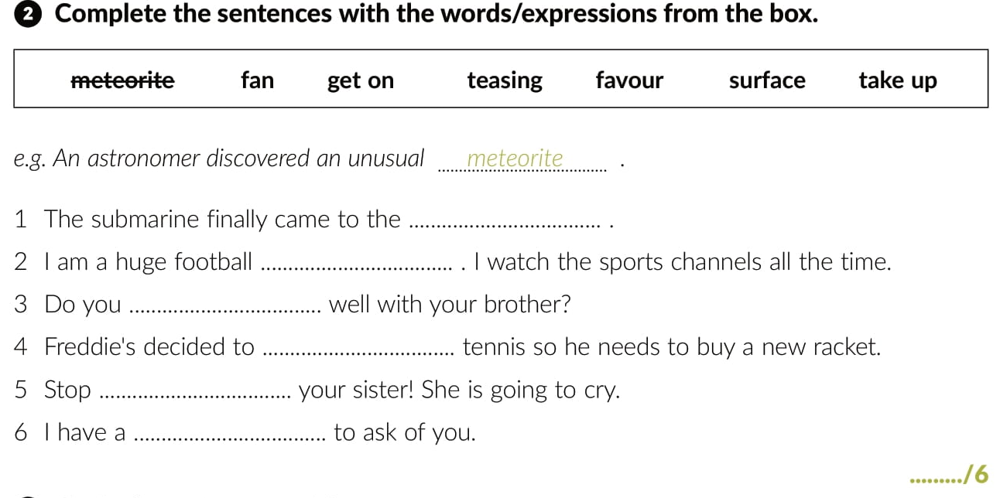 2 Complete the sentences with the words/expressions from the box.
meteorite fan get on teasing favour surface take up
e.g. An astronomer discovered an unusual ......meteorite...... .
1 The submarine finally came to the .................................. .
2 I am a huge football .................................. . I watch the sports channels all the time.
3 Do you .................................. well with your brother?
4 Freddie's decided to .................................. tennis so he needs to buy a new racket.
5 Stop .................................. your sister! She is going to cry.
6 I have a .................................. to ask of you.
........../6